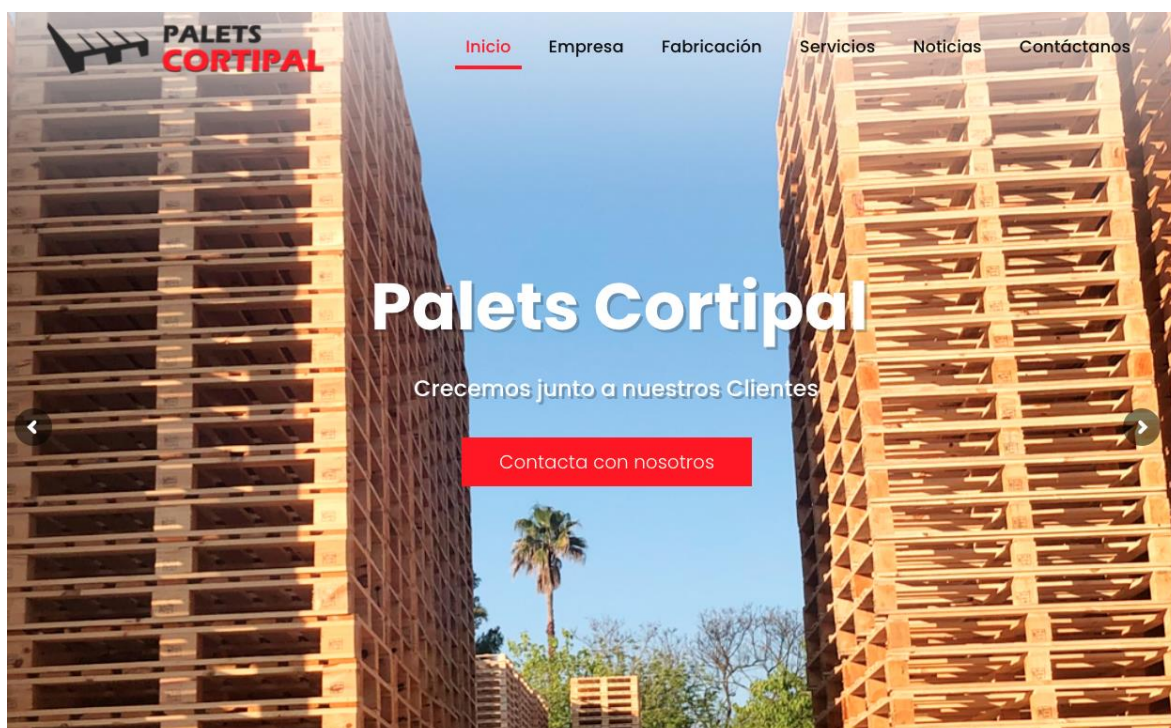 PALETS
CORTIPAL
Inicio Empresa Fabricación Servicios Noticias Contáctanos
Palets Cortipal
Crecemos junto a nuestros Clientes
Contacta con nosotros